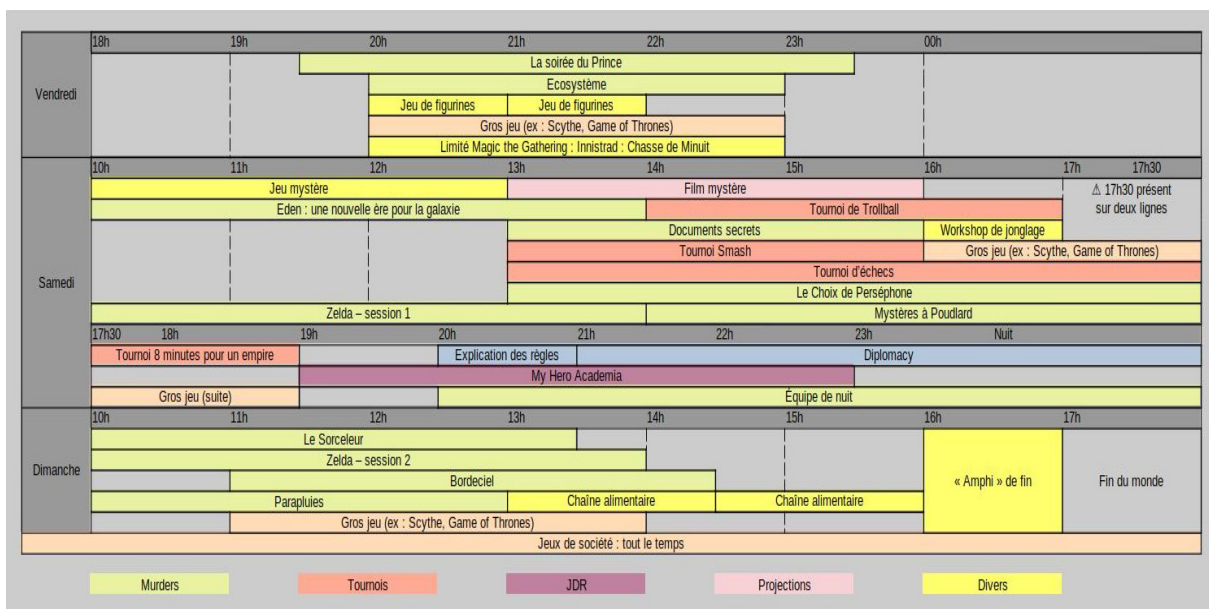 18h 19h 20h 21h 22h 23h 00h
La soirée du Prince
Ecosystème
Vendredi
Jeu de figurines Jeu de figurines
Gros jeu (ex : Scythe, Game of Thrones)
Limité Magic the Gathering : Innistrad : Chasse de Minuit
10h 11h 12h 13h 14h 15h 16h 17h 17h30
Jeu mystère Film mystère ⚠ 17h30 présent
Eden : une nouvelle ère pour la galaxie Tournoi de Trollball sur deux lignes
Documents secrets Workshop de jonglage
Tournoi Smash Gros jeu (ex : Scythe, Game of Thrones)
Tournoi d'échecs
Samedi
Le Choix de Perséphone
Zelda – session 1 Mystères à Poudlard
17h30 18h 19h 20h 21h 22h 23h Nuit
Tournoi 8 minutes pour un empire Explication des règles Diplomacy
My Hero Academia
Gros jeu (suite) Équipe de nuit
10h 11h 12h 13h 14h 15h 16h 17h
Le Sorceleur
Zelda – session 2
Dimanche
Bordeciel « Amphi » de fin Fin du monde
Parapluies Chaîne alimentaire Chaîne alimentaire
Gros jeu (ex : Scythe, Game of Thrones)
Jeux de société : tout le temps
Murders Tournois JDR Projections Divers